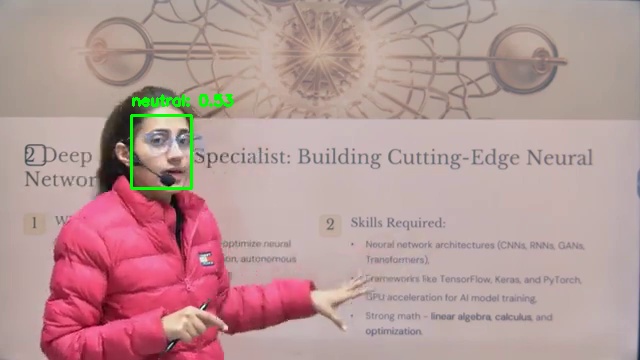 neutral: 0.53
2 Deep Specialist: Building Cutting-Edge Neural
Networ
1
optimize neural
autonomous
2 Skills Required:
• Neural network architectures (CNNs, RNNs, GANs,
Transformers).
• Frameworks like TensorFlow, Keras, and PyTorch.
GPU acceleration for AI model training.
• Strong math – linear algebra, calculus, and
optimization.